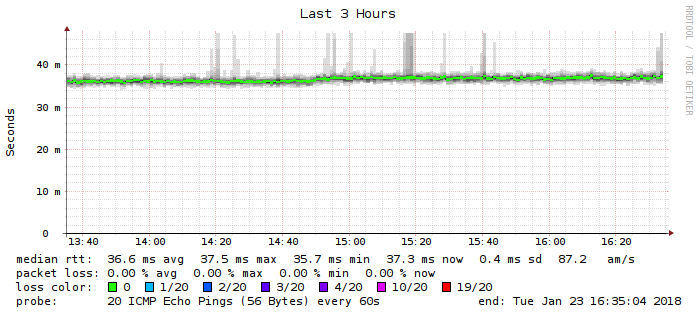 Last 3 Hours
RRDTOOL / TOBI OETIKER
Seconds
40 m
30 m
20 m
10 m
0
13:40 14:00 14:20 14:40 15:00 15:20 15:40 16:00 16:20
median rtt: 36.6 ms avg 37.5 ms max 35.7 ms min 37.3 ms now 0.4 ms sd 87.2 am/s
packet loss: 0.00 % avg 0.00 % max 0.00 % min 0.00 % now
loss color: 0 1/20 2/20 3/20 4/20 10/20 19/20
probe: 20 ICMP Echo Pings (56 Bytes) every 60s end: Tue Jan 23 16:35:04 2018